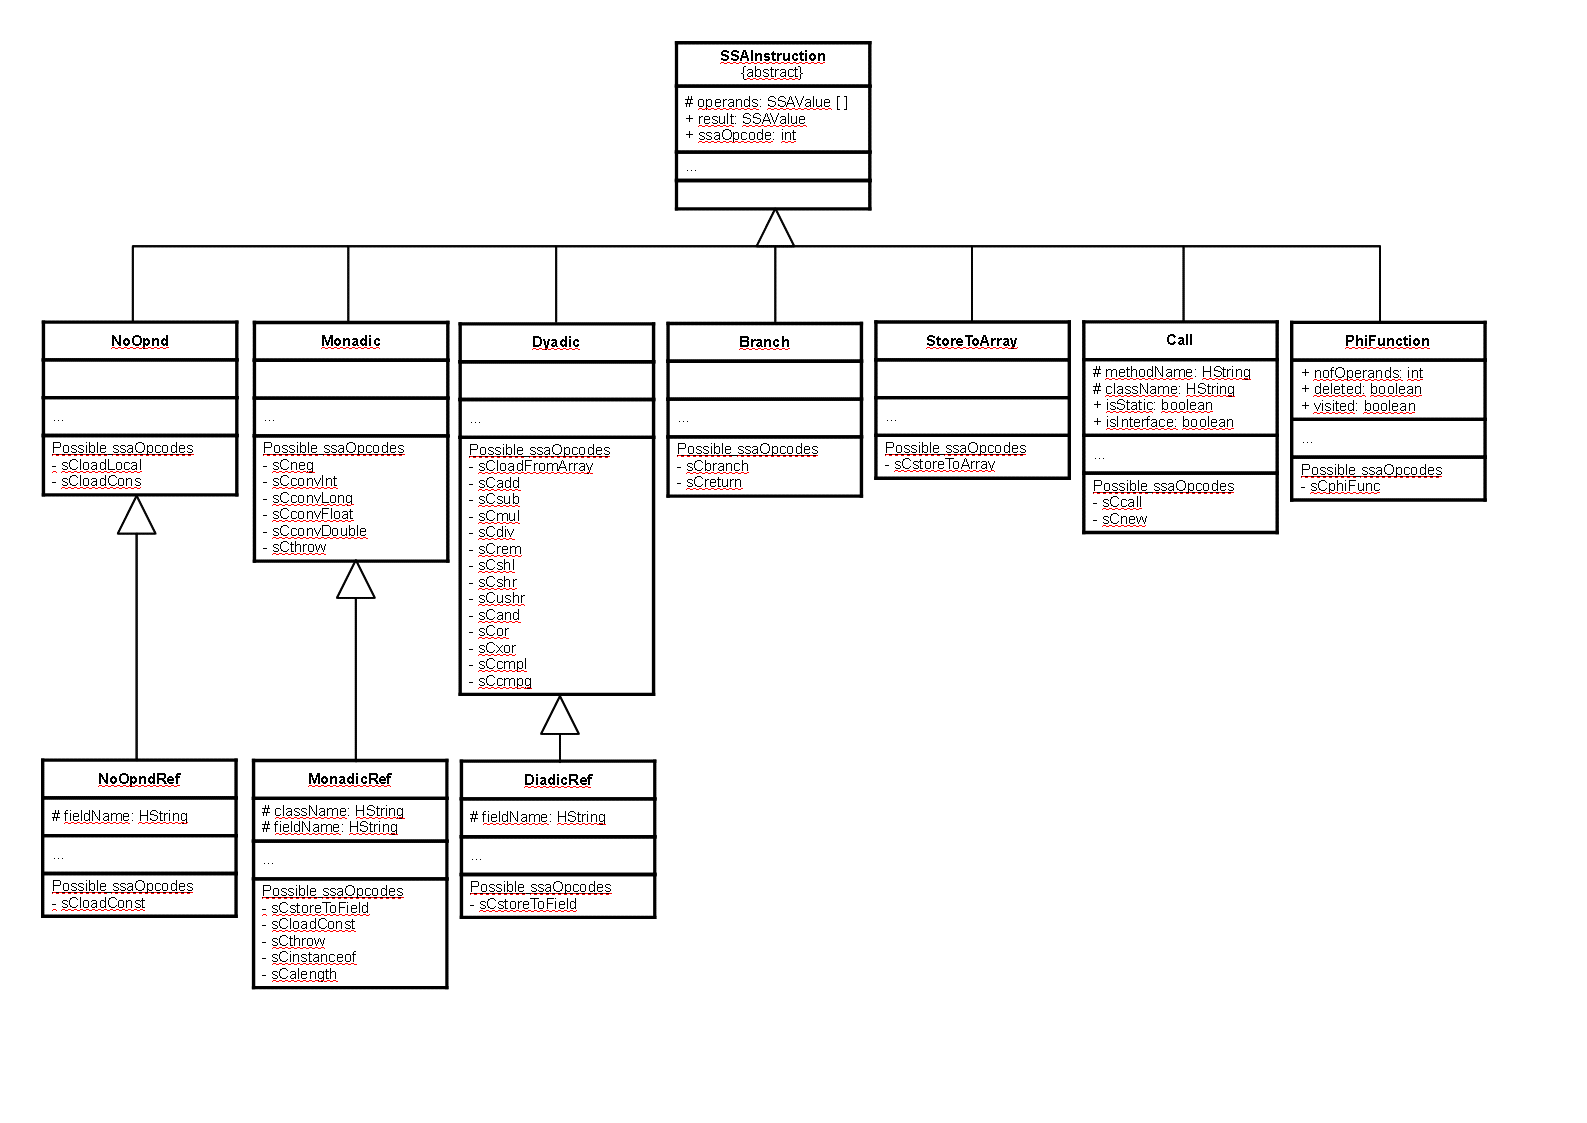 SSAInstruction
{abstract}
# operands: SSAValue [ ]
+ result: SSAValue
+ ssaOpcode: int
...
NoOpnd
...
Possible ssaOpcodes
- sCloadLocal
- sCloadCons
Monadic
...
Possible ssaOpcodes
- sCneg
- sCconvInt
- sCconvLong
- sCconvFloat
- sCconvDouble
- sCthrow
Dyadic
...
Possible ssaOpcodes
- sCloadFromArray
- sCadd
- sCsub
- sCmul
- sCdiv
- sCrem
- sCshl
- sCshr
- sCushr
- sCand
- sCor
- sCxor
- sCcmpl
- sCcmpg
Branch
...
Possible ssaOpcodes
- sCbranch
- sCreturn
StoreToArray
...
Possible ssaOpcodes
- sCstoreToArray
Call
# methodName: HString
# className: HString
+ isStatic: boolean
+ isInterface: boolean
...
Possible ssaOpcodes
- sCcall
- sCnew
PhiFunction
+ nofOperands: int
+ deleted: boolean
+ visited: boolean
...
Possible ssaOpcodes
- sCphiFunc
NoOpndRef
# fieldName: HString
...
Possible ssaOpcodes
- sCloadConst
MonadicRef
# className: HString
# fieldName: HString
...
Possible ssaOpcodes
- sCstoreToField
- sCloadConst
- sCthrow
- sCinstanceof
- sCalength
DiadicRef
# fieldName: HString
...
Possible ssaOpcodes
- sCstoreToField